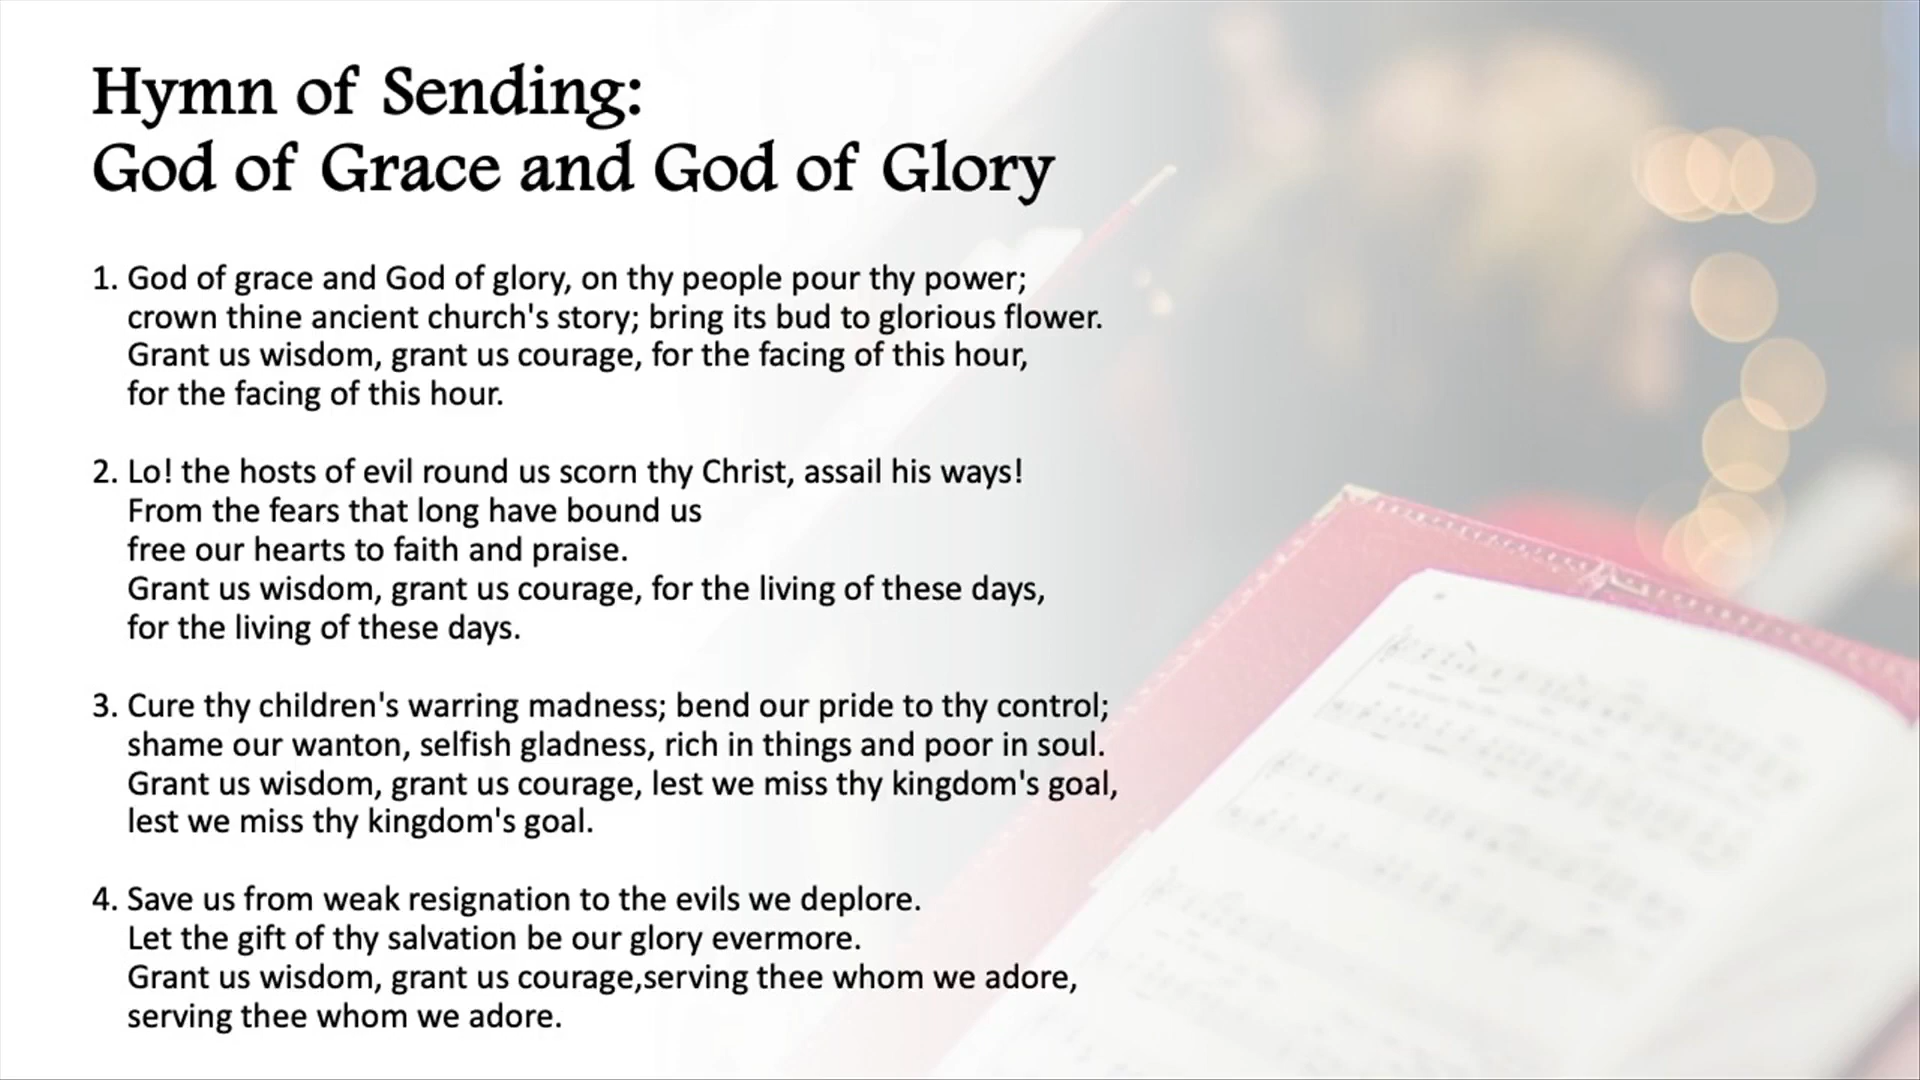 Hymn of Sending:
God of Grace and God of Glory
1. God of grace and God of glory, on thy people pour thy power;
crown thine ancient church's story; bring its bud to glorious flower.
Grant us wisdom, grant us courage, for the facing of this hour,
for the facing of this hour.
2. Lo! the hosts of evil round us scorn thy Christ, assail his ways!
From the fears that long have bound us
free our hearts to faith and praise.
Grant us wisdom, grant us courage, for the living of these days,
for the living of these days.
3. Cure thy children's warring madness; bend our pride to thy control;
shame our wanton, selfish gladness, rich in things and poor in soul.
Grant us wisdom, grant us courage, lest we miss thy kingdom's goal,
lest we miss thy kingdom's goal.
4. Save us from weak resignation to the evils we deplore.
Let the gift of thy salvation be our glory evermore.
Grant us wisdom, grant us courage,serving thee whom we adore,
serving thee whom we adore.